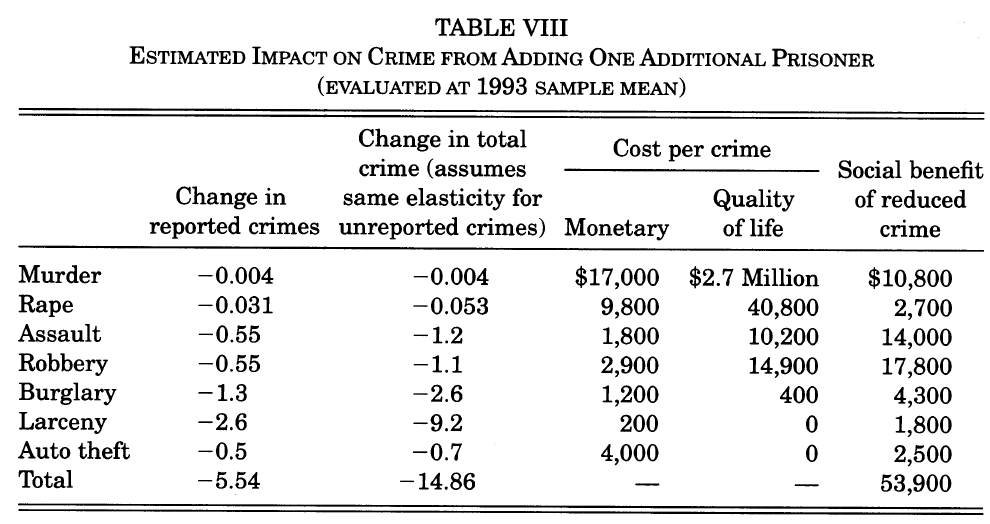 TABLE VIII
ESTIMATED IMPACT ON CRIME FROM ADDING ONE ADDITIONAL PRISONER
(EVALUATED AT 1993 SAMPLE MEAN)
Change in total
Cost per crime
crime (assumes
Social benefit
Change in same elasticity for Quality of reduced
reported crimes unreported crimes) Monetary of life crime
Murder −0.004 −0.004 $17,000 $2.7 Million $10,800
Rape −0.031 −0.053 9,800 40,800 2,700
Assault −0.55 −1.2 1,800 10,200 14,000
Robbery −0.55 −1.1 2,900 14,900 17,800
Burglary −1.3 −2.6 1,200 400 4,300
Larceny −2.6 −9.2 200 0 1,800
Auto theft −0.5 −0.7 4,000 0 2,500
Total −5.54 −14.86 — — 53,900